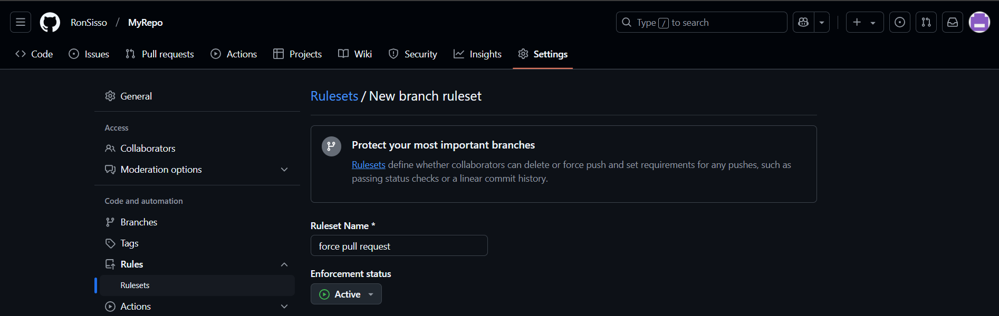 RonSisso / MyRepo
Type / to search
Code Issues Pull requests Actions Projects Wiki Security Insights Settings
General
Access
Collaborators
Moderation options
Code and automation
Branches
Tags
Rules
Rulesets
Actions
Rulesets / New branch ruleset
Protect your most important branches
Rulesets define whether collaborators can delete or force push and set requirements for any pushes, such as
passing status checks or a linear commit history.
Ruleset Name *
force pull request
Enforcement status
Active